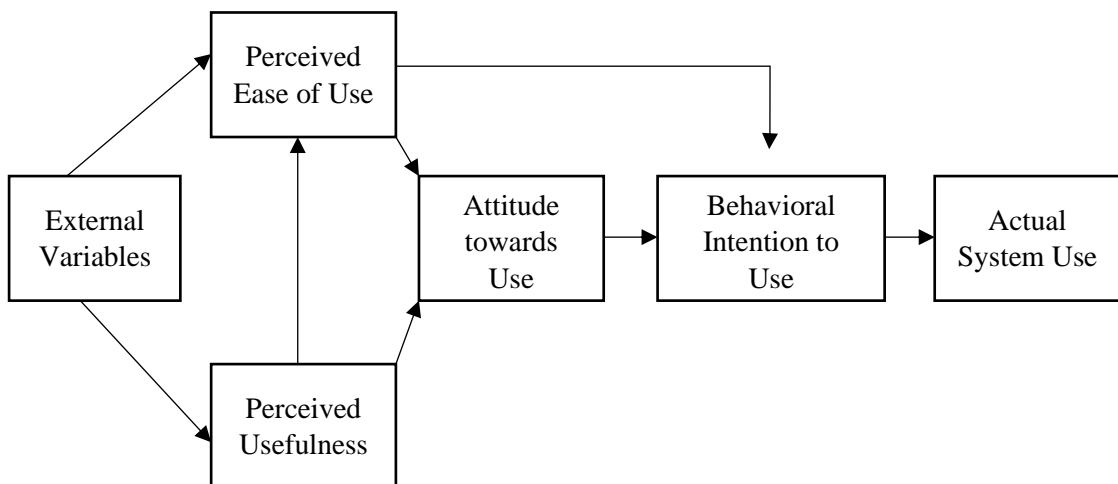 Perceived
Ease of Use
External
Variables
Attitude
towards
Use
Behavioral
Intention to
Use
Actual
System Use
Perceived
Usefulness